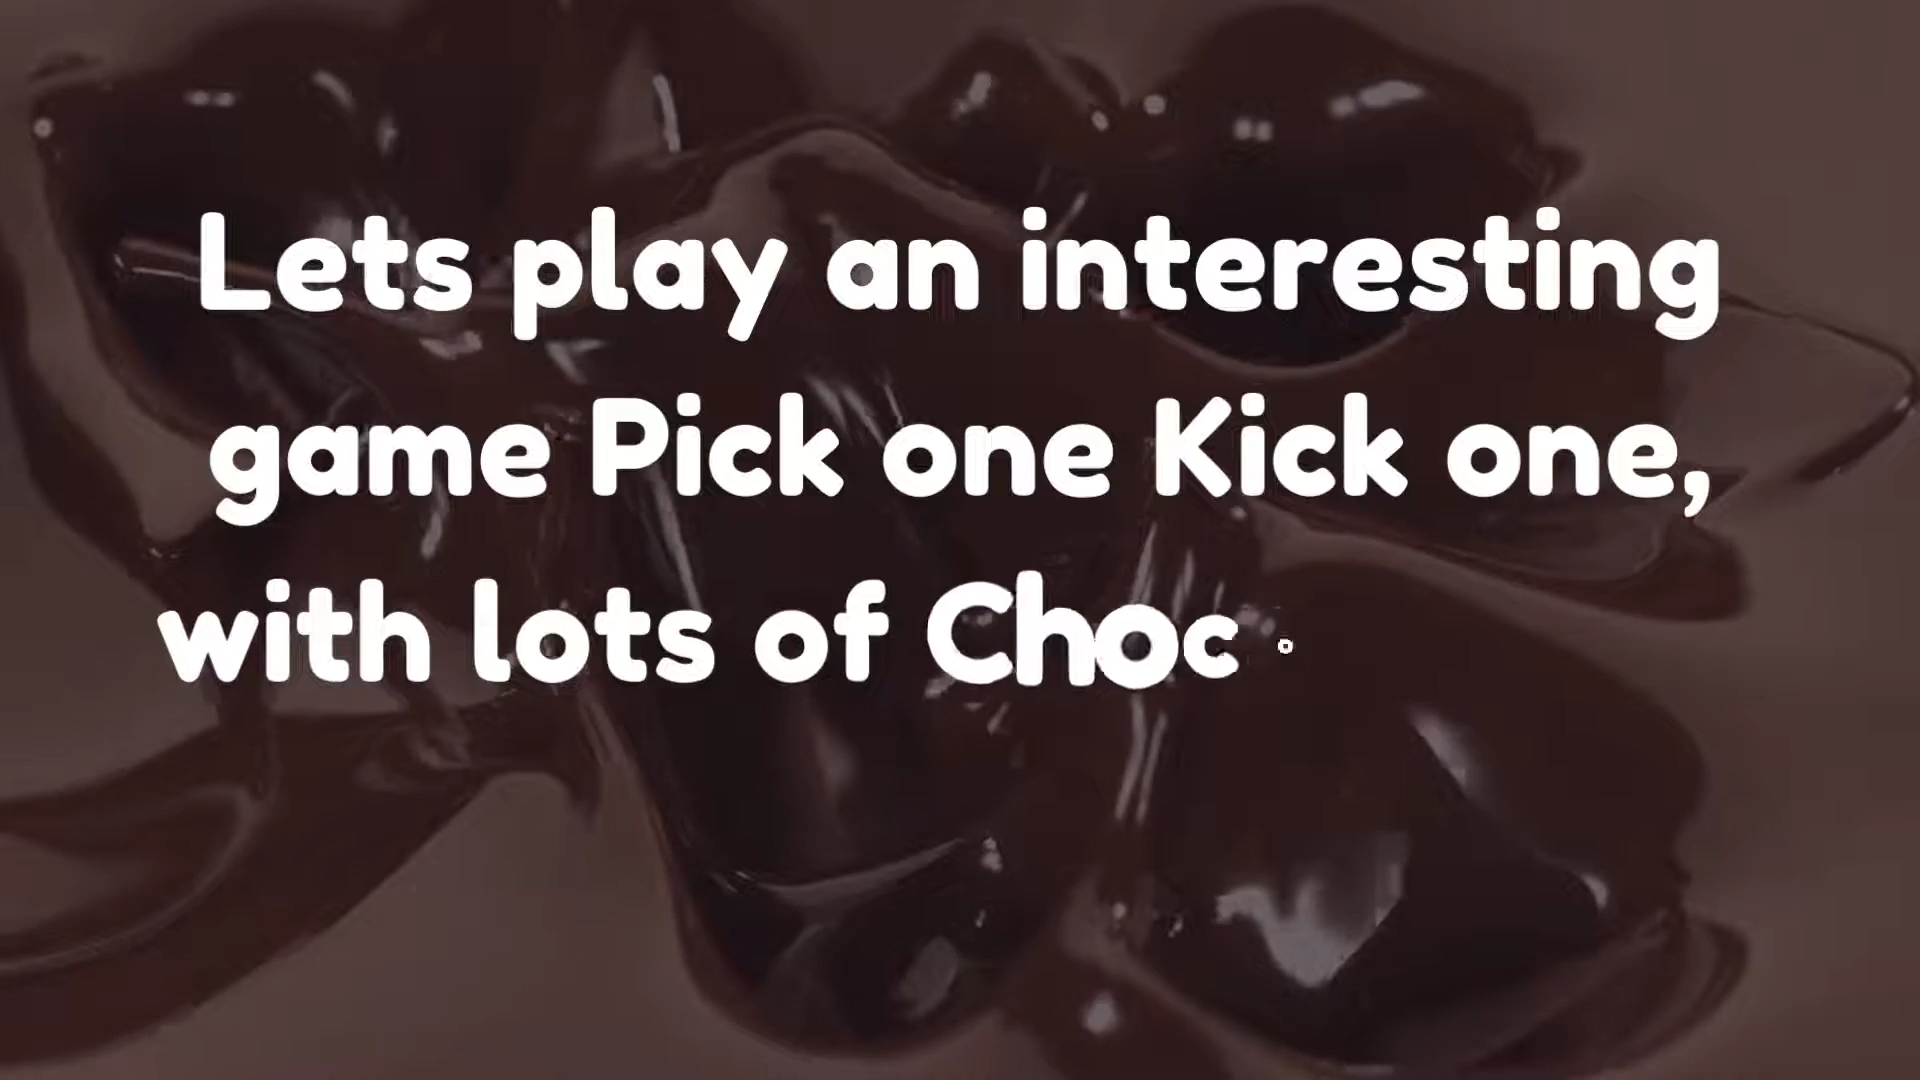 Lets play an interesting
game Pick one Kick one,
with lots of Choc